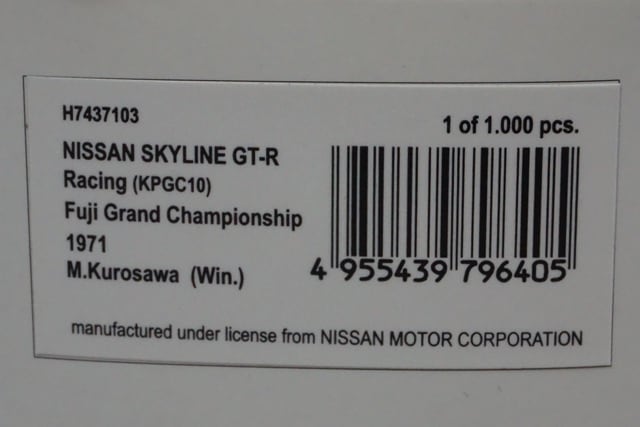 H7437103
1 of 1.000 pcs.
NISSAN SKYLINE GT-R
Racing (KPGC10)
Fuji Grand Championship
1971
M.Kurosawa (Win.)
4 955439 796405
manufactured under license from NISSAN MOTOR CORPORATION